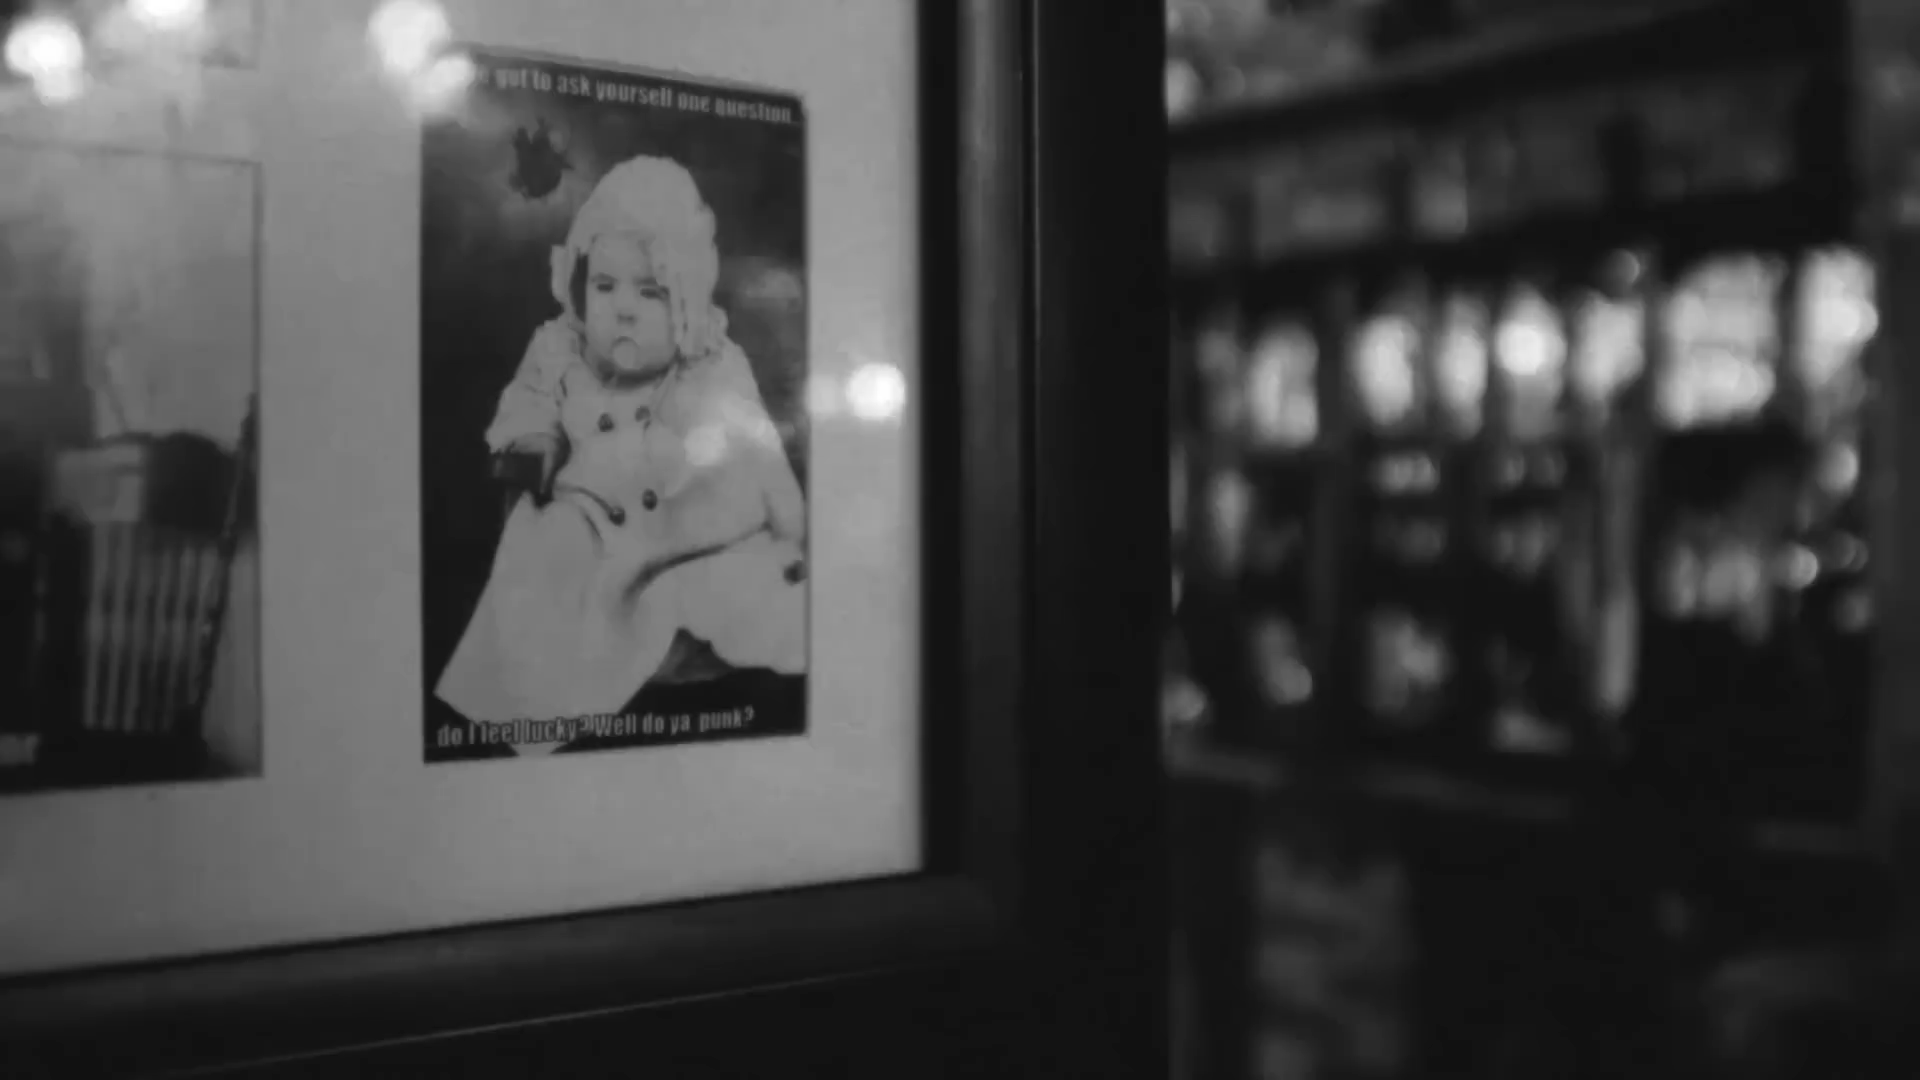 got to ask yourself one question...
do I feel lucky? Well do ya punk?